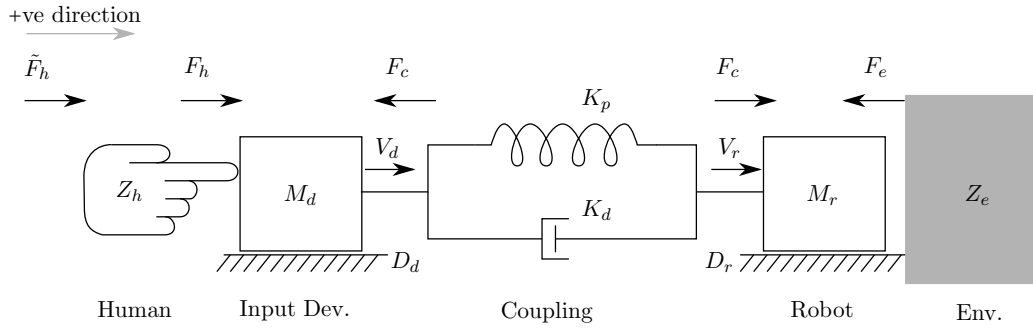 +ve direction
F̃_h F_h F_c F_c F_e
K_p
V_d V_r
Z_h M_d M_r Z_e
K_d
D_d D_r
Human Input Dev. Coupling Robot Env.